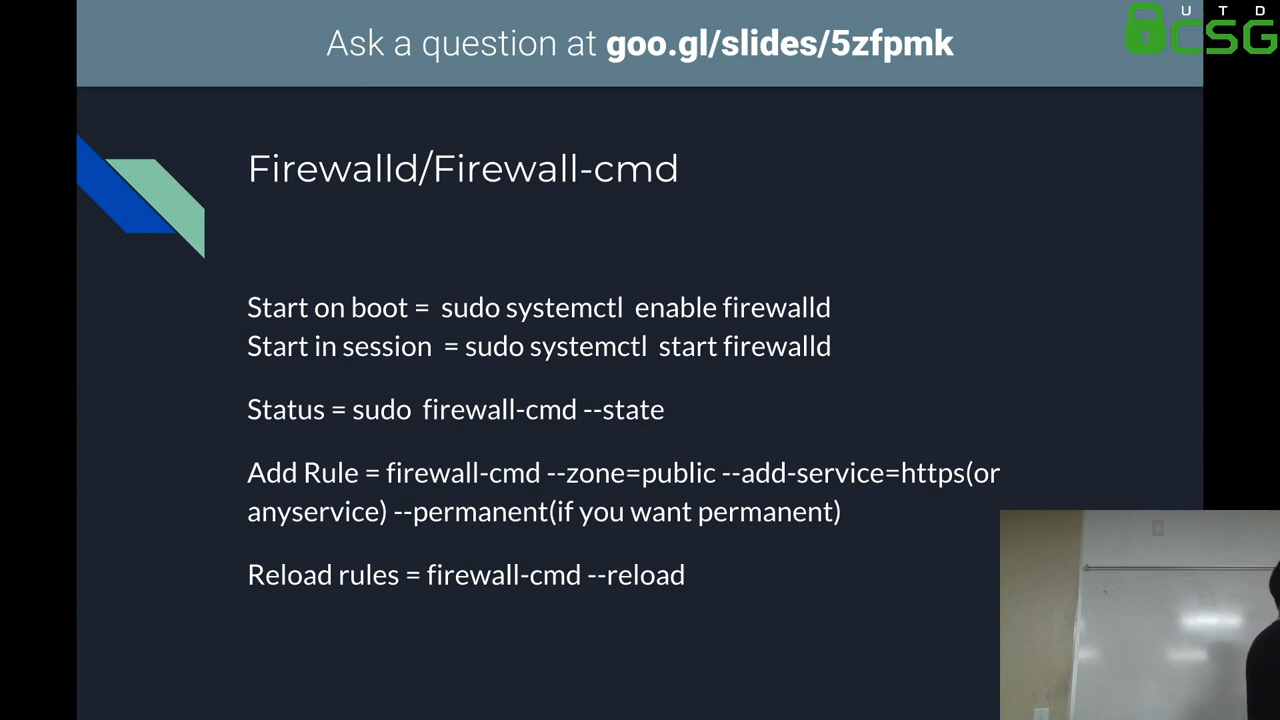 Ask a question at goo.gl/slides/5zfpmk
U T D
CSG
Firewalld/Firewall-cmd
Start on boot = sudo systemctl enable firewalld
Start in session = sudo systemctl start firewalld
Status = sudo firewall-cmd --state
Add Rule = firewall-cmd --zone=public --add-service=https(or
anyservice) --permanent(if you want permanent)
Reload rules = firewall-cmd --reload